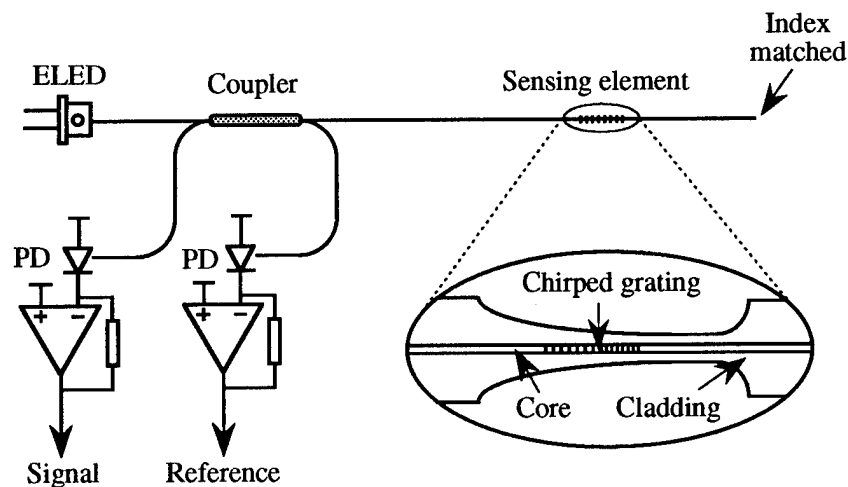 Index
matched
ELED
Coupler
Sensing element
PD
PD
+ −
+ −
Chirped grating
Core
Cladding
Signal
Reference